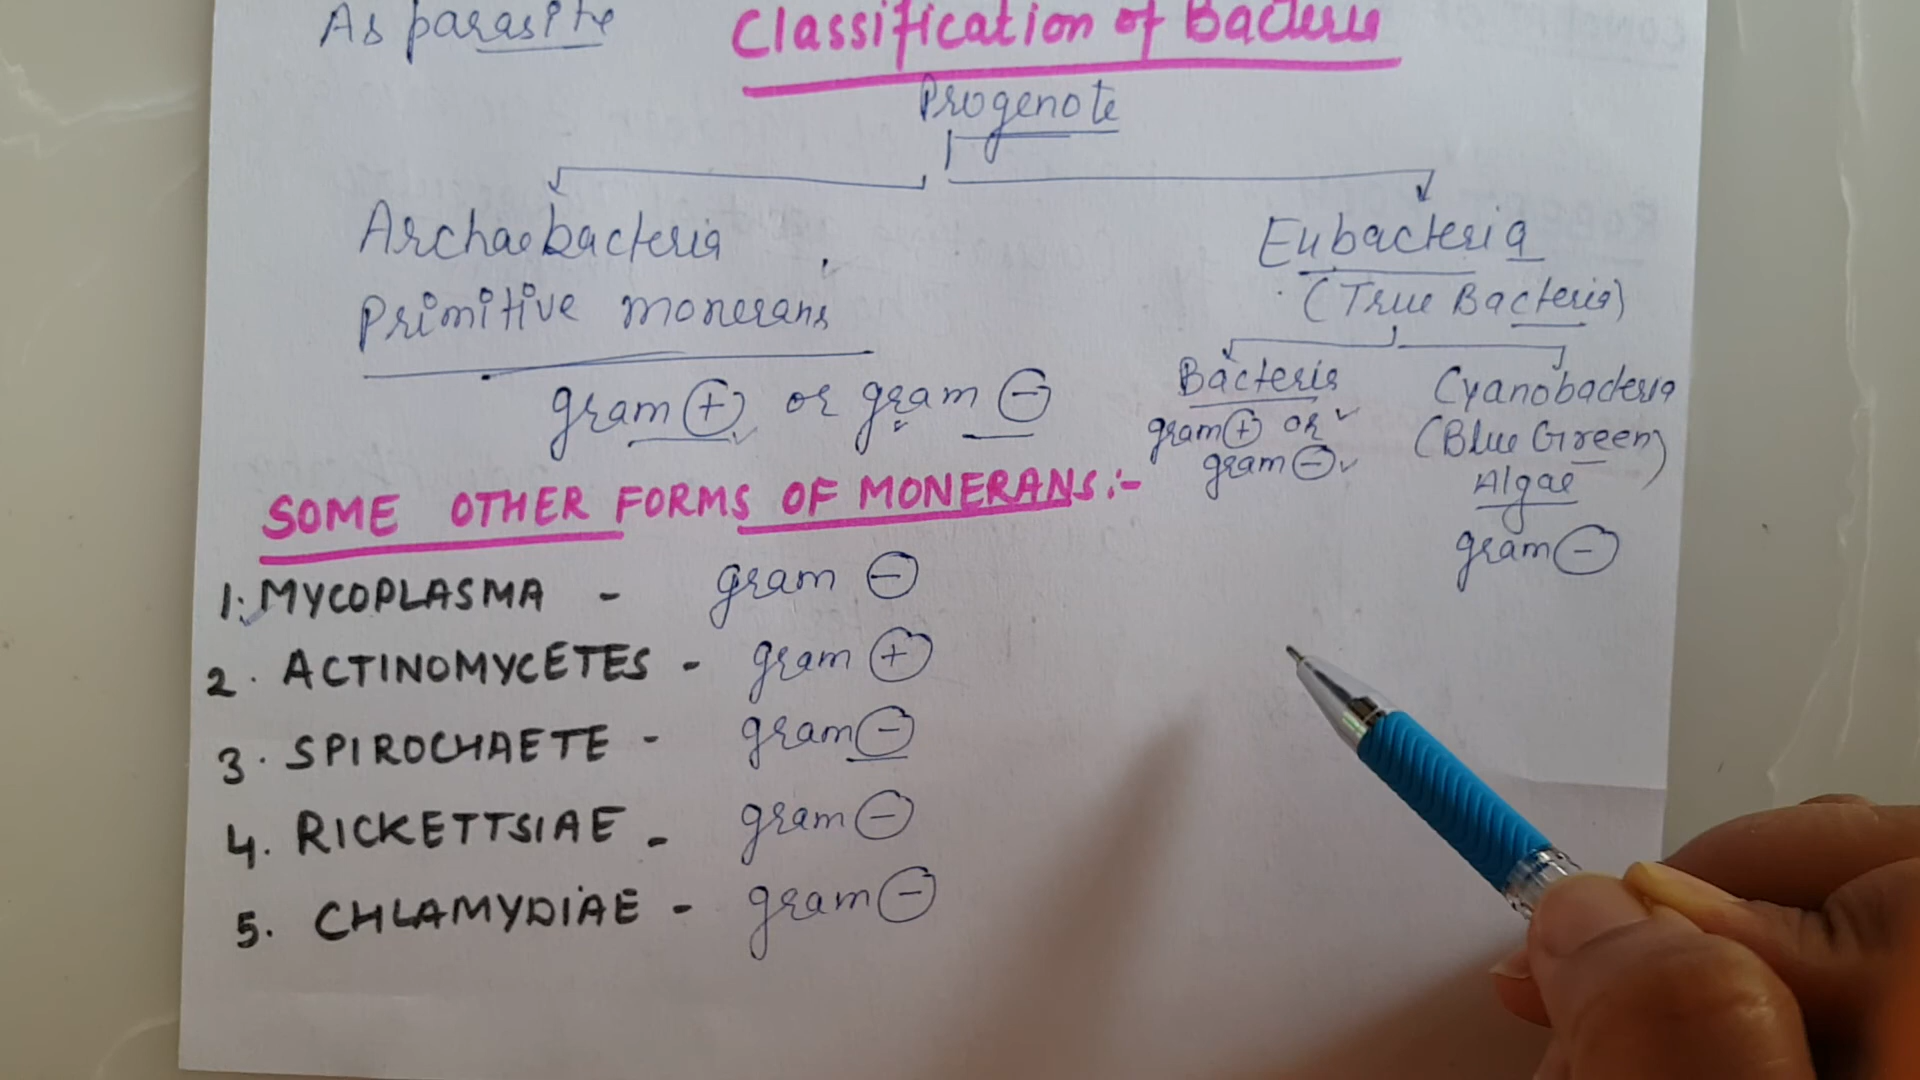 As parasite
Classification of Bacteria
Progenote
Archaebacteria
Primitive monerans
gram ⊕ or gram ⊖
Eubacteria
(True Bacteria)
Bacteria
gram ⊕ or
gram ⊖
Cyanobacteria
(Blue Green)
Algae
gram ⊖
SOME OTHER FORMS OF MONERANS:-
1. MYCOPLASMA - gram ⊖
2. ACTINOMYCETES - gram ⊕
3. SPIROCHAETE - gram ⊖
4. RICKETTSIAE - gram ⊖
5. CHLAMYDIAE - gram ⊖